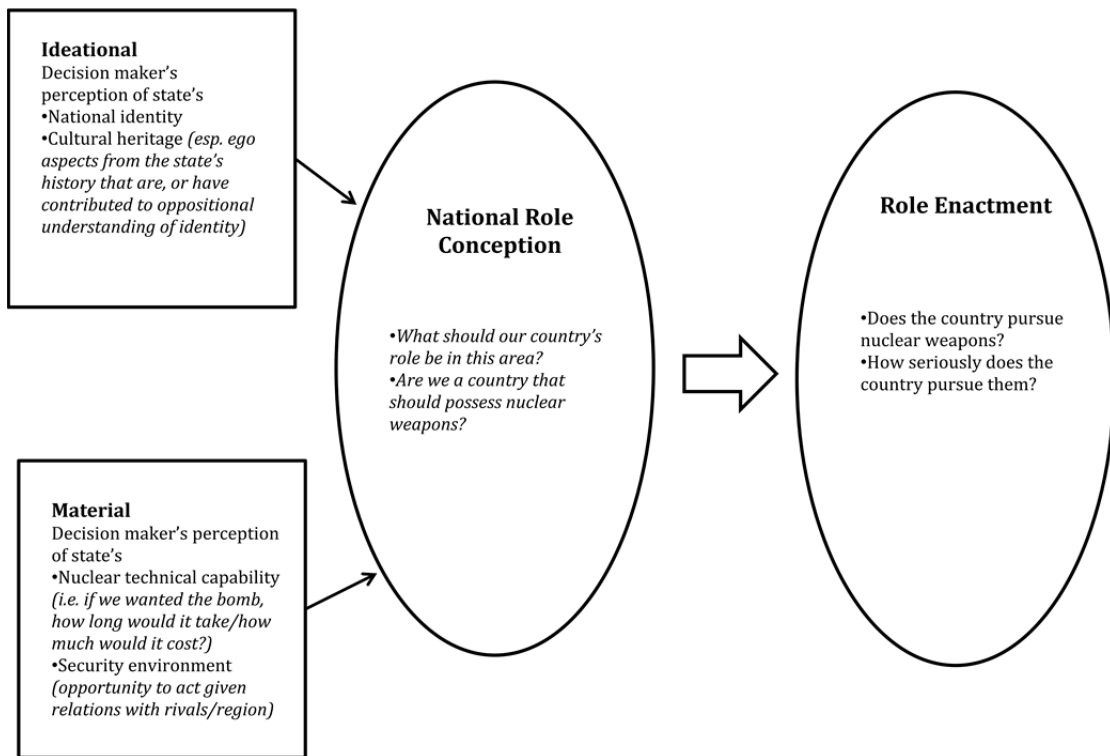 Ideational
Decision maker's
perception of state's
•National identity
•Cultural heritage (esp. ego
aspects from the state's
history that are, or have
contributed to oppositional
understanding of identity)
National Role
Conception
•What should our country's
role be in this area?
•Are we a country that
should possess nuclear
weapons?
Role Enactment
•Does the country pursue
nuclear weapons?
•How seriously does the
country pursue them?
Material
Decision maker's perception
of state's
•Nuclear technical capability
(i.e. if we wanted the bomb,
how long would it take/how
much would it cost?)
•Security environment
(opportunity to act given
relations with rivals/region)